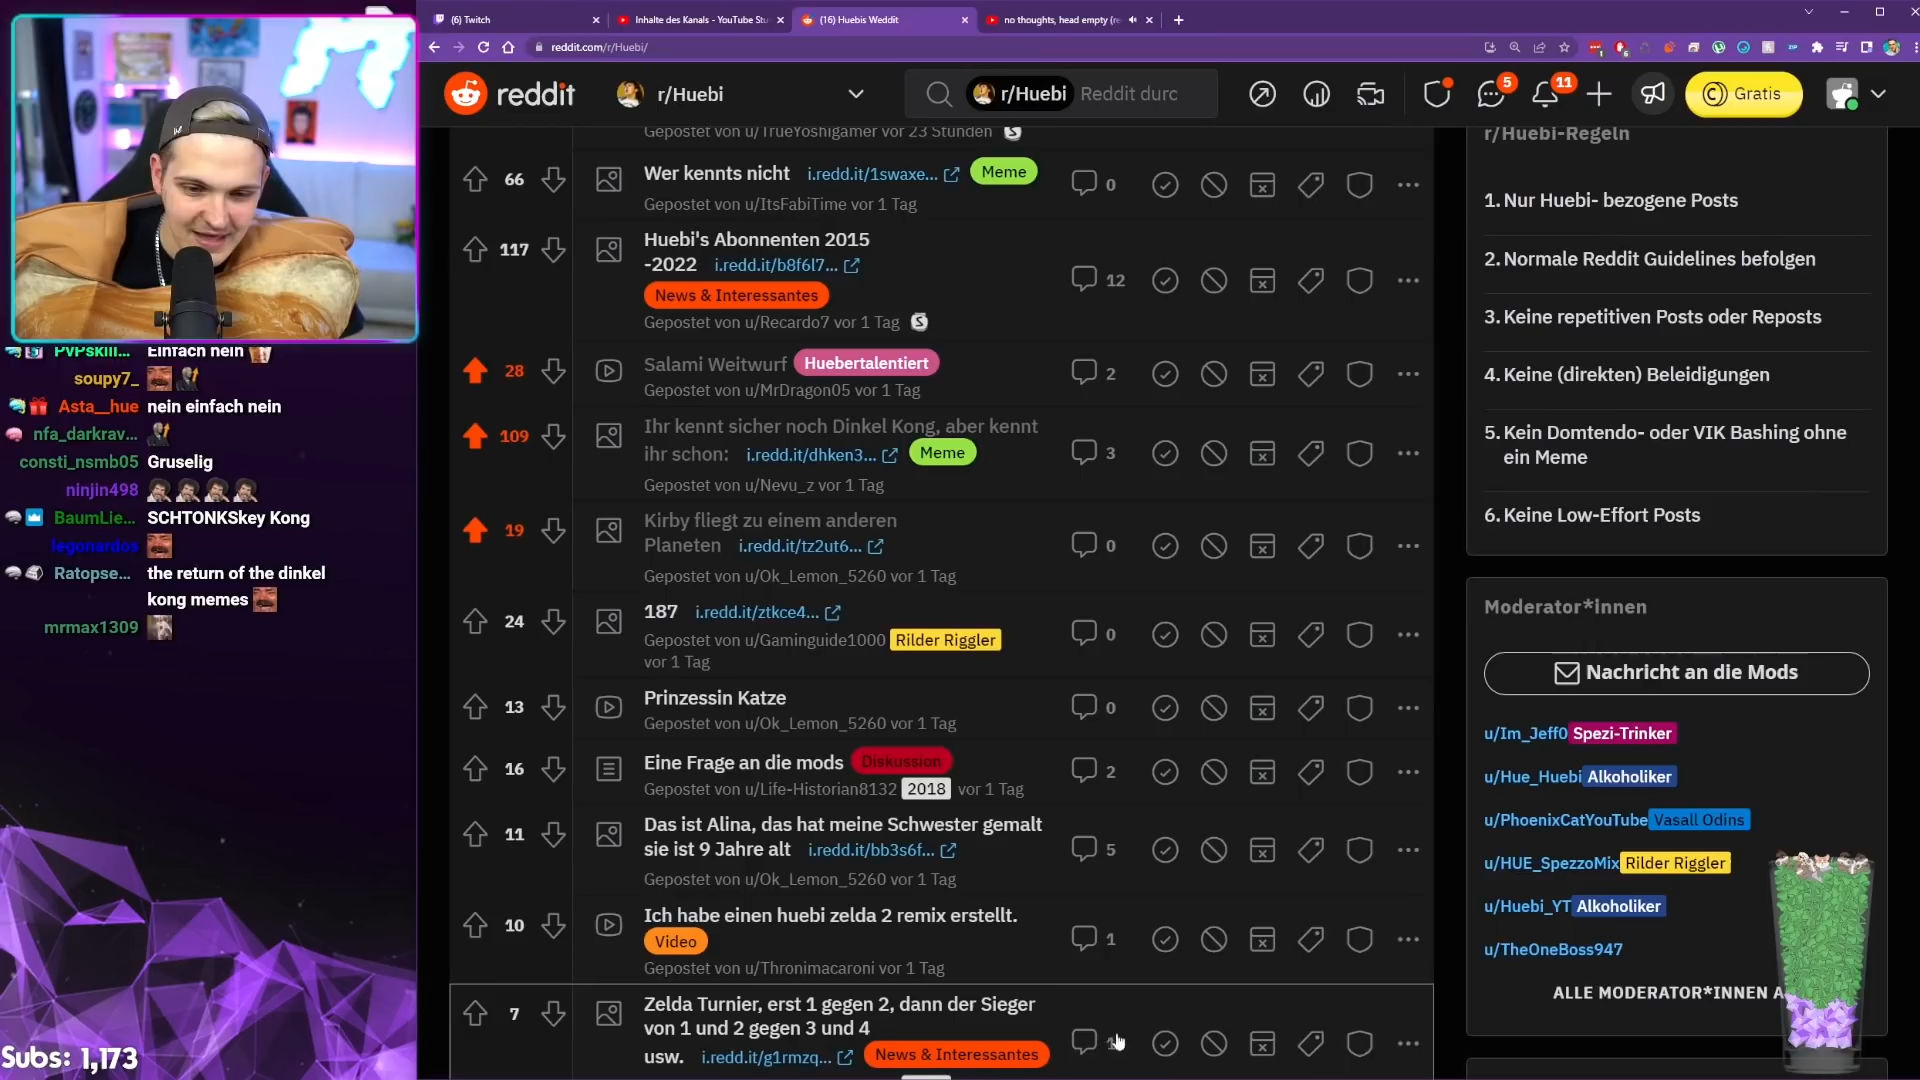 (6) Twitch
Inhalte des Kanals - YouTube Stu
(16) Huebis Weddit
no thoughts, head empty (re
reddit.com/r/Huebi/
reddit
r/Huebi
r/Huebi
Reddit durc
5
11
Gratis
Gepostet von u/TrueYoshigamer vor 23 Stunden
66
Wer kennts nicht i.redd.it/1swaxe... Meme
0
Gepostet von u/ItsFabiTime vor 1 Tag
117
Huebi's Abonnenten 2015
-2022 i.redd.it/b8f6l7...
12
News & Interessantes
Gepostet von u/Recardo7 vor 1 Tag
28
Salami Weitwurf Huebertalentiert
2
Gepostet von u/MrDragon05 vor 1 Tag
109
Ihr kennt sicher noch Dinkel Kong, aber kennt
ihr schon: i.redd.it/dhken3... Meme
3
Gepostet von u/Nevu_z vor 1 Tag
19
Kirby fliegt zu einem anderen
Planeten i.redd.it/tz2ut6...
0
Gepostet von u/Ok_Lemon_5260 vor 1 Tag
24
187 i.redd.it/ztkce4...
0
Gepostet von u/Gaminguide1000 Rilder Riggler
vor 1 Tag
13
Prinzessin Katze
0
Gepostet von u/Ok_Lemon_5260 vor 1 Tag
16
Eine Frage an die mods Diskussion
2
Gepostet von u/Life-Historian8132 2018 vor 1 Tag
11
Das ist Alina, das hat meine Schwester gemalt
sie ist 9 Jahre alt i.redd.it/bb3s6f...
5
Gepostet von u/Ok_Lemon_5260 vor 1 Tag
10
Ich habe einen huebi zelda 2 remix erstellt.
Video
1
Gepostet von u/Thronimacaroni vor 1 Tag
7
Zelda Turnier, erst 1 gegen 2, dann der Sieger
von 1 und 2 gegen 3 und 4
usw. i.redd.it/g1rmzq... News & Interessantes
r/Huebi-Regeln
1. Nur Huebi- bezogene Posts
2. Normale Reddit Guidelines befolgen
3. Keine repetitiven Posts oder Reposts
4. Keine (direkten) Beleidigungen
5. Kein Domtendo- oder VIK Bashing ohne
ein Meme
6. Keine Low-Effort Posts
Moderator*innen
Nachricht an die Mods
u/Im_Jeff0 Spezi-Trinker
u/Hue_Huebi Alkoholiker
u/PhoenixCatYouTube Vasall Odins
u/HUE_SpezzoMix Rilder Riggler
u/Huebi_YT Alkoholiker
u/TheOneBoss947
ALLE MODERATOR*INNEN A
PvPskill... Einfach nein
soupy7_
Asta__hue nein einfach nein
nfa_darkrav...
consti_nsmb05 Gruselig
ninjin498
BaumLie... SCHTONKSkey Kong
legonardos
Ratopse... the return of the dinkel
kong memes
mrmax1309
Subs: 1,173